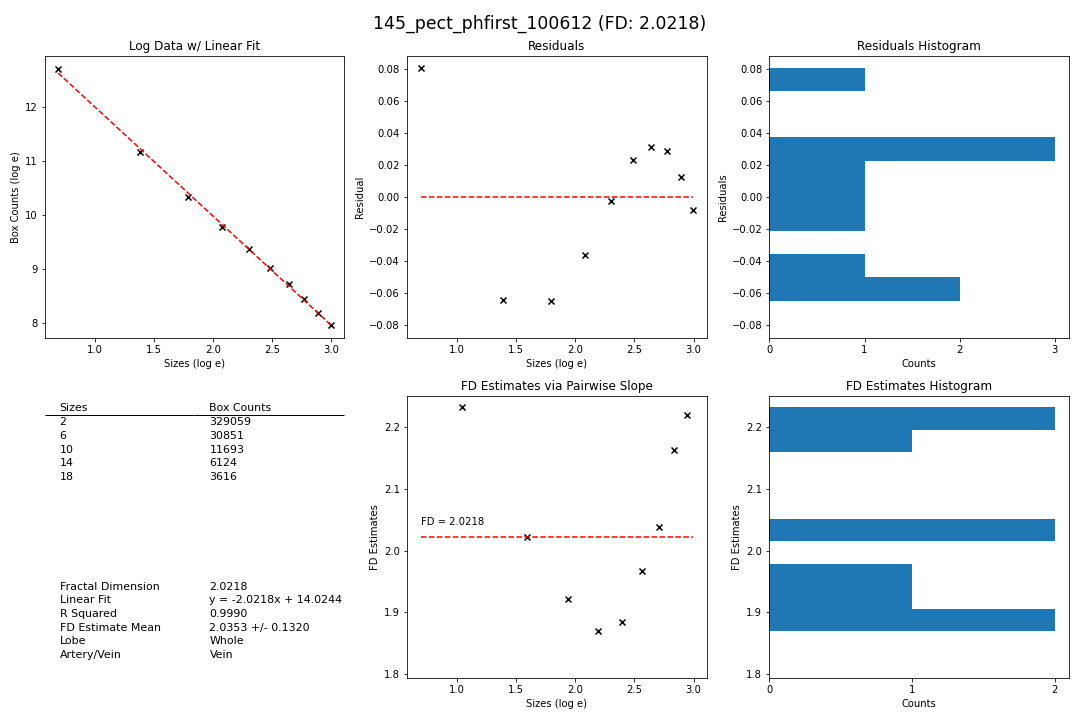 145_pect_phfirst_100612 (FD: 2.0218)
Log Data w/ Linear Fit
Box Counts (log e)
12
11
10
9
8
1.0 1.5 2.0 2.5 3.0
Sizes (log e)
Residuals
Residual
0.08
0.06
0.04
0.02
0.00
−0.02
−0.04
−0.06
−0.08
1.0 1.5 2.0 2.5 3.0
Sizes (log e)
Residuals Histogram
Residuals
0.08
0.06
0.04
0.02
0.00
−0.02
−0.04
−0.06
−0.08
0 1 2 3
Counts
Sizes Box Counts
2 329059
6 30851
10 11693
14 6124
18 3616
Fractal Dimension 2.0218
Linear Fit y = -2.0218x + 14.0244
R Squared 0.9990
FD Estimate Mean 2.0353 +/- 0.1320
Lobe Whole
Artery/Vein Vein
FD Estimates via Pairwise Slope
FD Estimates
2.2
2.1
2.0
1.9
1.8
FD = 2.0218
1.0 1.5 2.0 2.5 3.0
Sizes (log e)
FD Estimates Histogram
FD Estimates
2.2
2.1
2.0
1.9
1.8
0 1 2
Counts